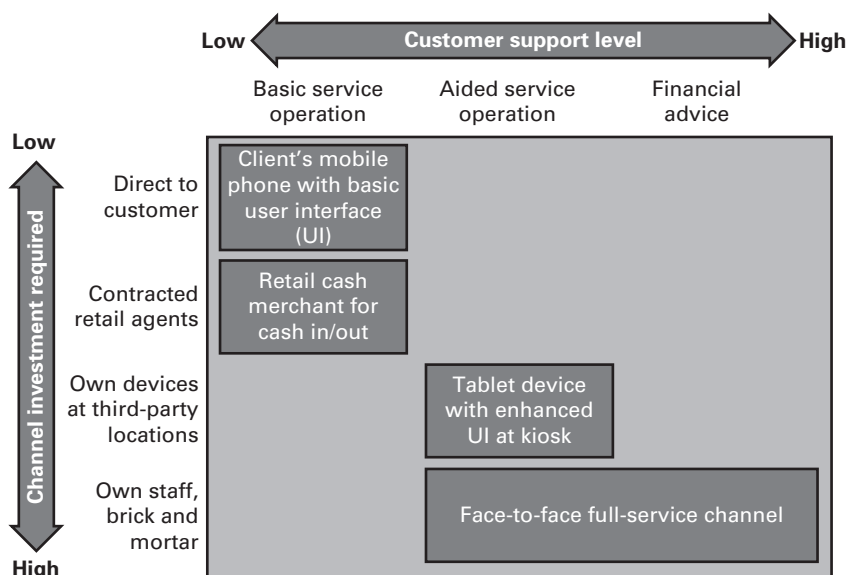 Low
Customer support level
High
Basic service
operation
Aided service
operation
Financial
advice
Low
Channel investment required
High
Direct to
customer
Client's mobile
phone with basic
user interface
(UI)
Contracted
retail agents
Retail cash
merchant for
cash in/out
Own devices
at third-party
locations
Tablet device
with enhanced
UI at kiosk
Own staff,
brick and
mortar
Face-to-face full-service channel